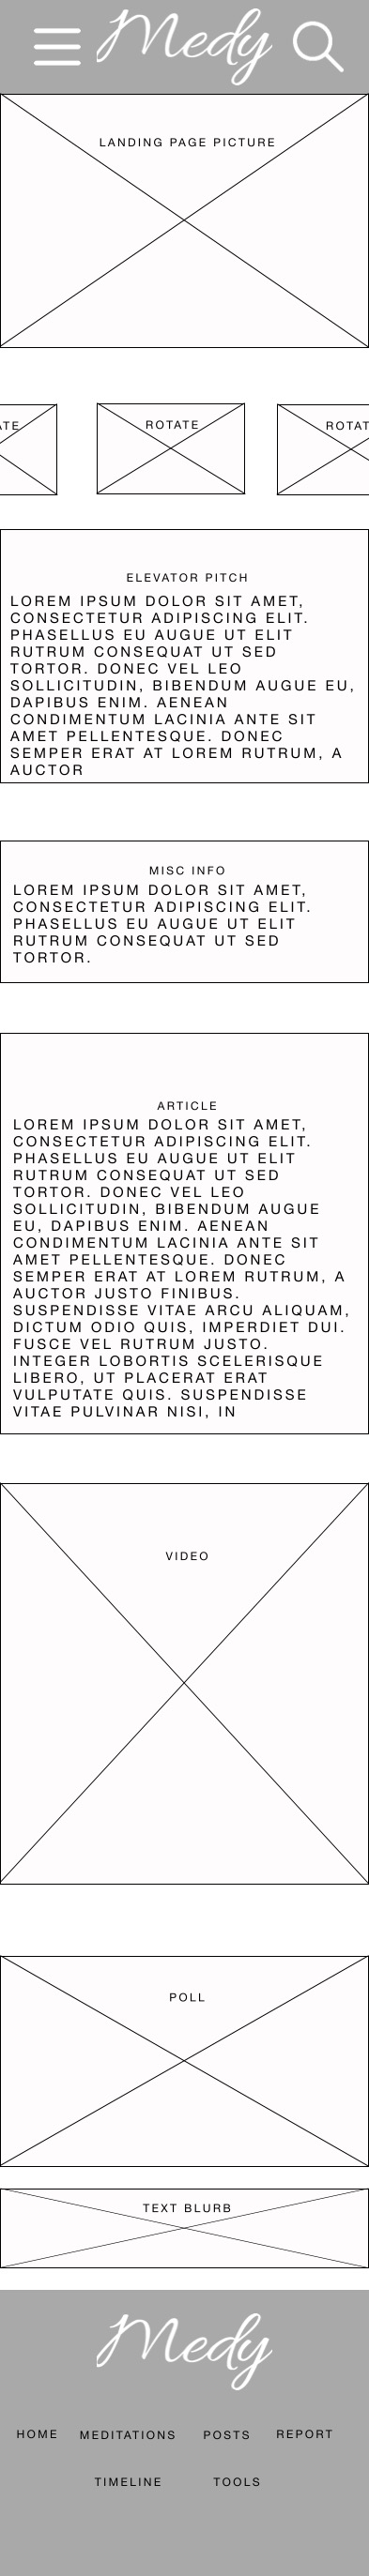 Medy
LANDING PAGE PICTURE
ATE
ROTATE
ROTAT
ELEVATOR PITCH
LOREM IPSUM DOLOR SIT AMET,
CONSECTETUR ADIPISCING ELIT.
PHASELLUS EU AUGUE UT ELIT
RUTRUM CONSEQUAT UT SED
TORTOR. DONEC VEL LEO
SOLLICITUDIN, BIBENDUM AUGUE EU,
DAPIBUS ENIM. AENEAN
CONDIMENTUM LACINIA ANTE SIT
AMET PELLENTESQUE. DONEC
SEMPER ERAT AT LOREM RUTRUM, A
AUCTOR
MISC INFO
LOREM IPSUM DOLOR SIT AMET,
CONSECTETUR ADIPISCING ELIT.
PHASELLUS EU AUGUE UT ELIT
RUTRUM CONSEQUAT UT SED
TORTOR.
ARTICLE
LOREM IPSUM DOLOR SIT AMET,
CONSECTETUR ADIPISCING ELIT.
PHASELLUS EU AUGUE UT ELIT
RUTRUM CONSEQUAT UT SED
TORTOR. DONEC VEL LEO
SOLLICITUDIN, BIBENDUM AUGUE
EU, DAPIBUS ENIM. AENEAN
CONDIMENTUM LACINIA ANTE SIT
AMET PELLENTESQUE. DONEC
SEMPER ERAT AT LOREM RUTRUM, A
AUCTOR JUSTO FINIBUS.
SUSPENDISSE VITAE ARCU ALIQUAM,
DICTUM ODIO QUIS, IMPERDIET DUI.
FUSCE VEL RUTRUM JUSTO.
INTEGER LOBORTIS SCELERISQUE
LIBERO, UT PLACERAT ERAT
VULPUTATE QUIS. SUSPENDISSE
VITAE PULVINAR NISI, IN
VIDEO
POLL
TEXT BLURB
Medy
HOME MEDITATIONS POSTS REPORT
TIMELINE TOOLS